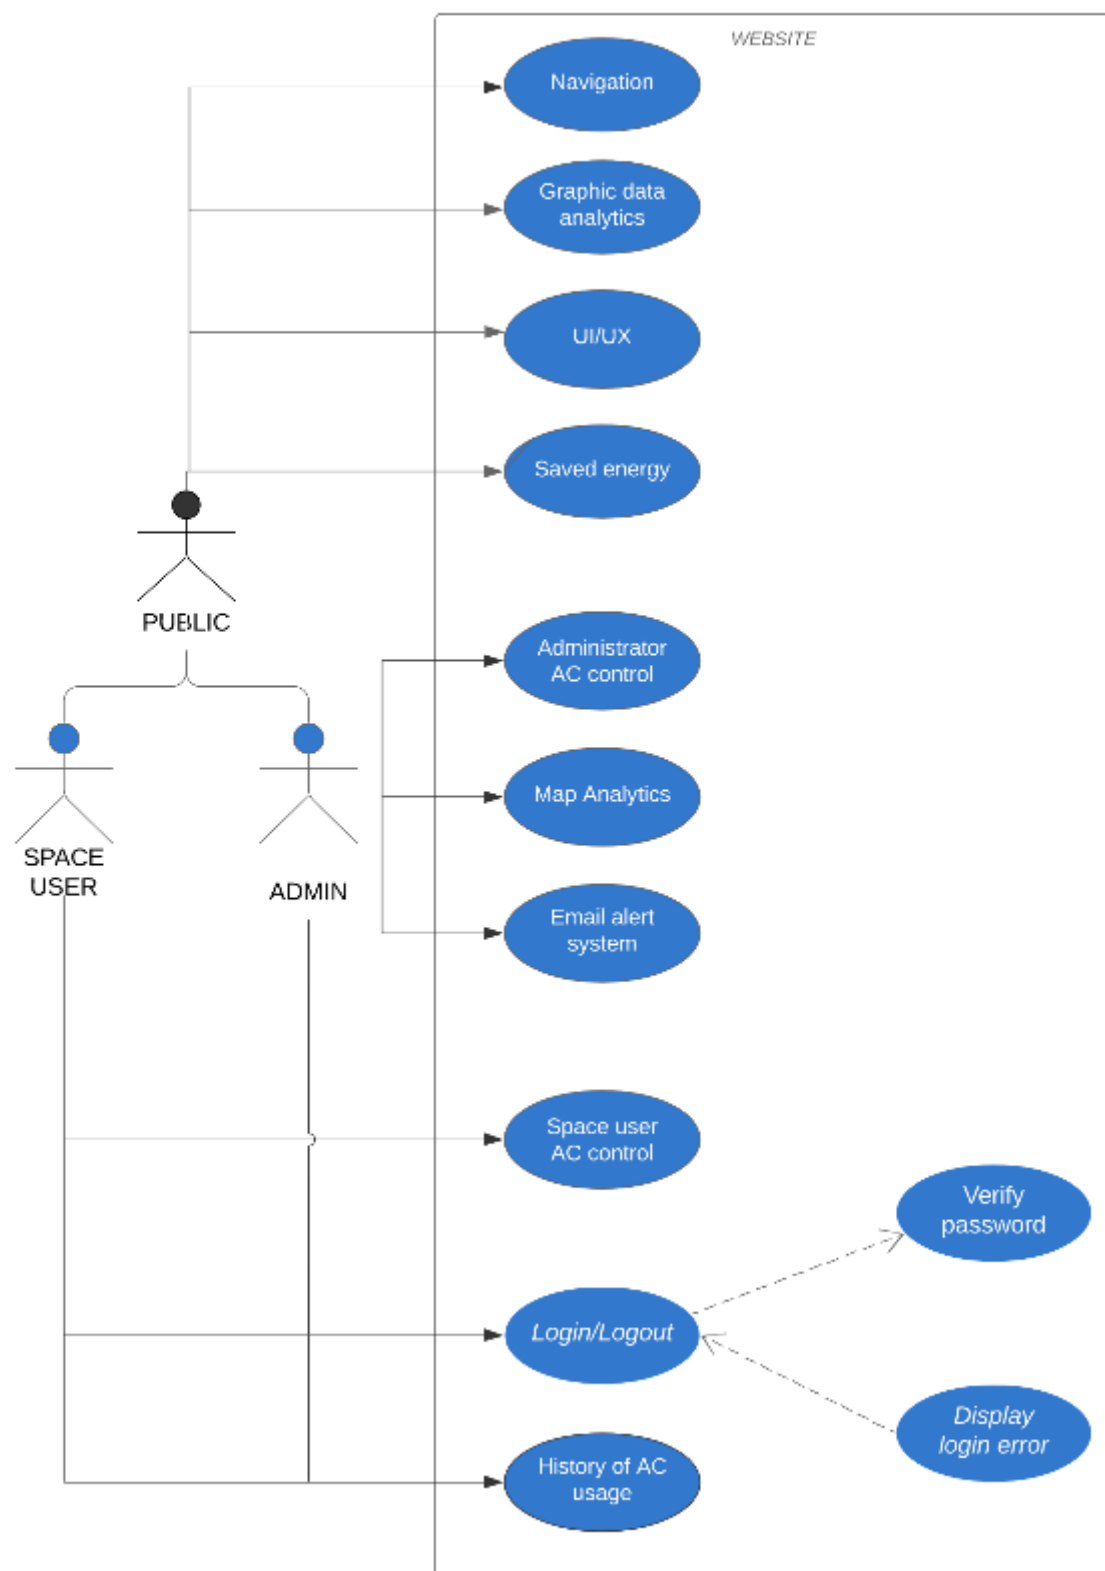 WEBSITE
Navigation
Graphic data
analytics
UI/UX
Saved energy
PUBLIC
Administrator
AC control
Map Analytics
SPACE
USER
ADMIN
Email alert
system
Space user
AC control
Verify
password
Login/Logout
Display
login error
History of AC
usage